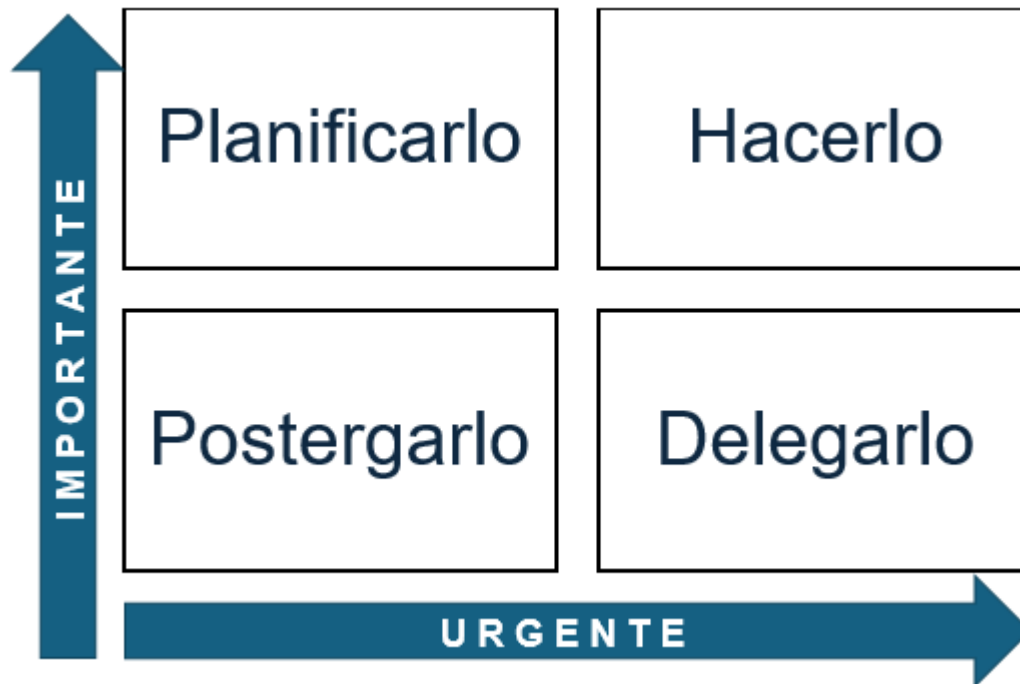 IMPORTANTE
Planificarlo
Hacerlo
Postergarlo
Delegarlo
URGENTE